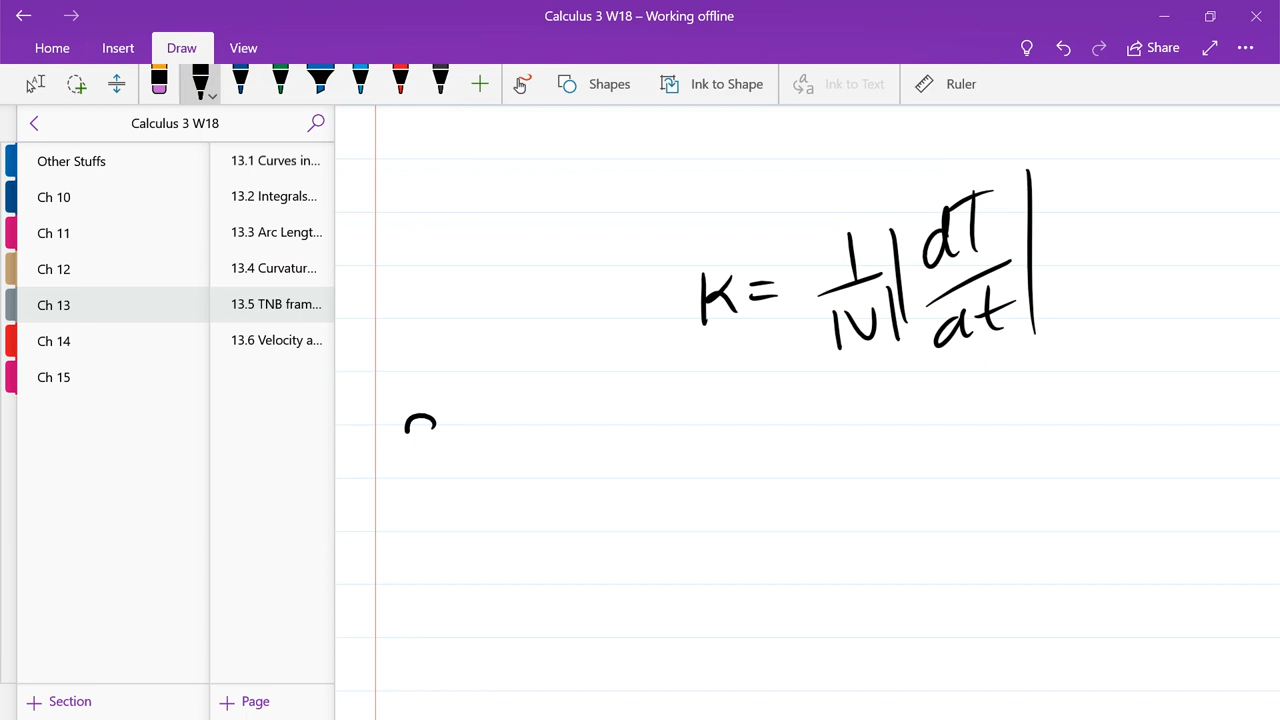 Calculus 3 W18 – Working offline
Home Insert Draw View
Share
Shapes Ink to Shape Ink to Text Ruler
Calculus 3 W18
Other Stuffs
Ch 10
Ch 11
Ch 12
Ch 13
Ch 14
Ch 15
13.1 Curves in...
13.2 Integrals...
13.3 Arc Lengt...
13.4 Curvatur...
13.5 TNB fram...
13.6 Velocity a...
K = 1/|v| |dT/dt|
Section
Page